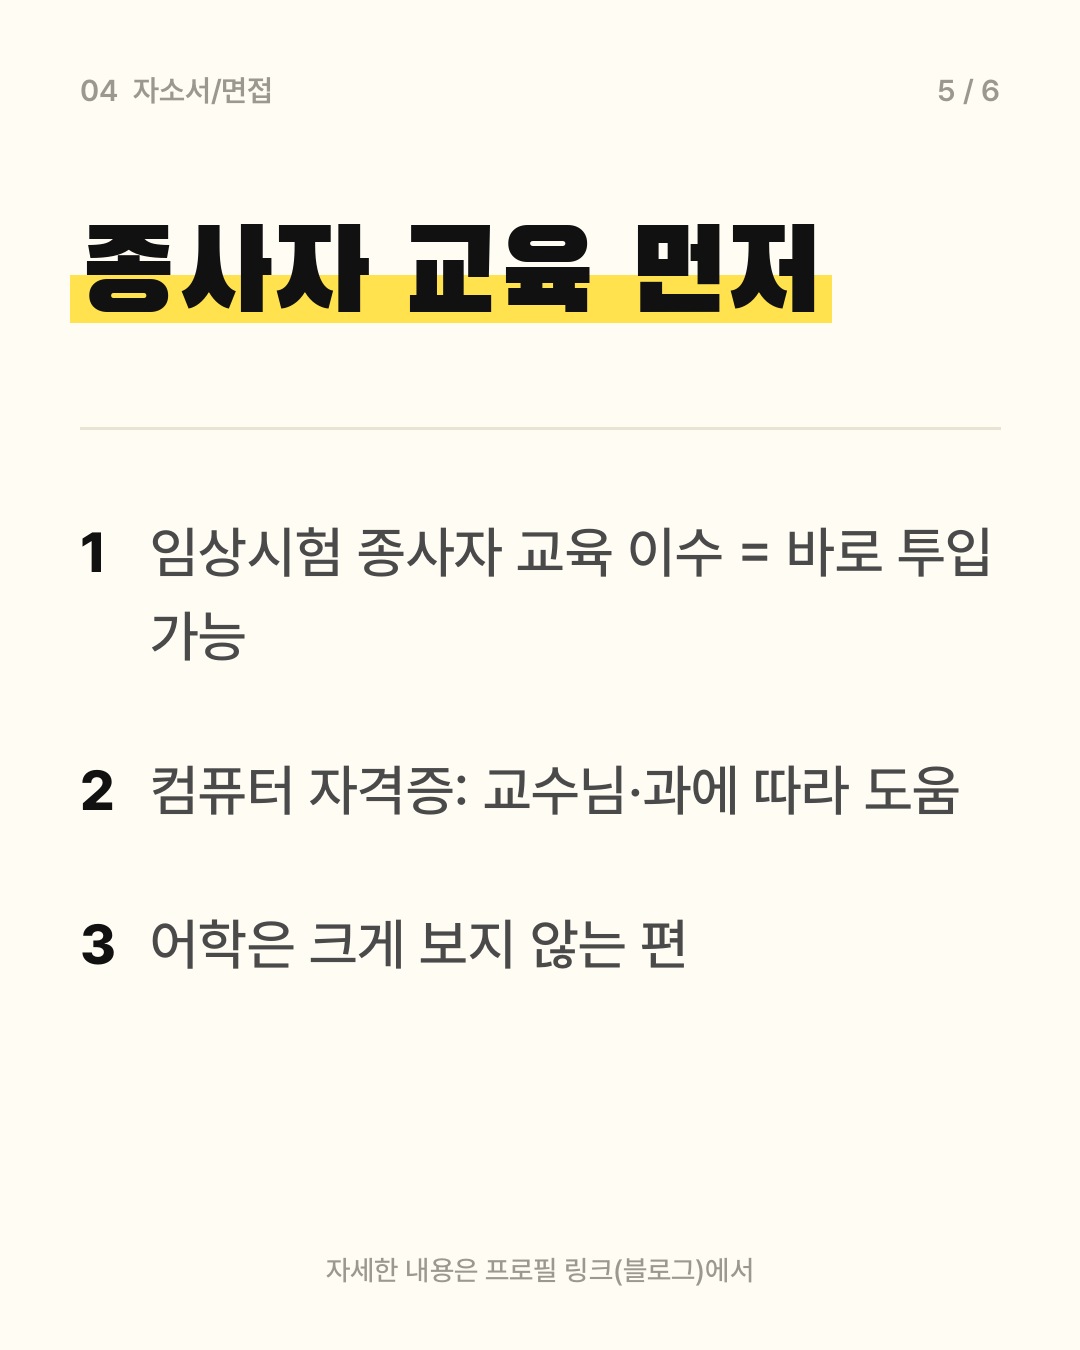 04 자소서/면접
5 / 6
종사자 교육 먼저
1 임상시험 종사자 교육 이수 = 바로 투입
가능
2 컴퓨터 자격증: 교수님·과에 따라 도움
3 어학은 크게 보지 않는 편
자세한 내용은 프로필 링크(블로그)에서